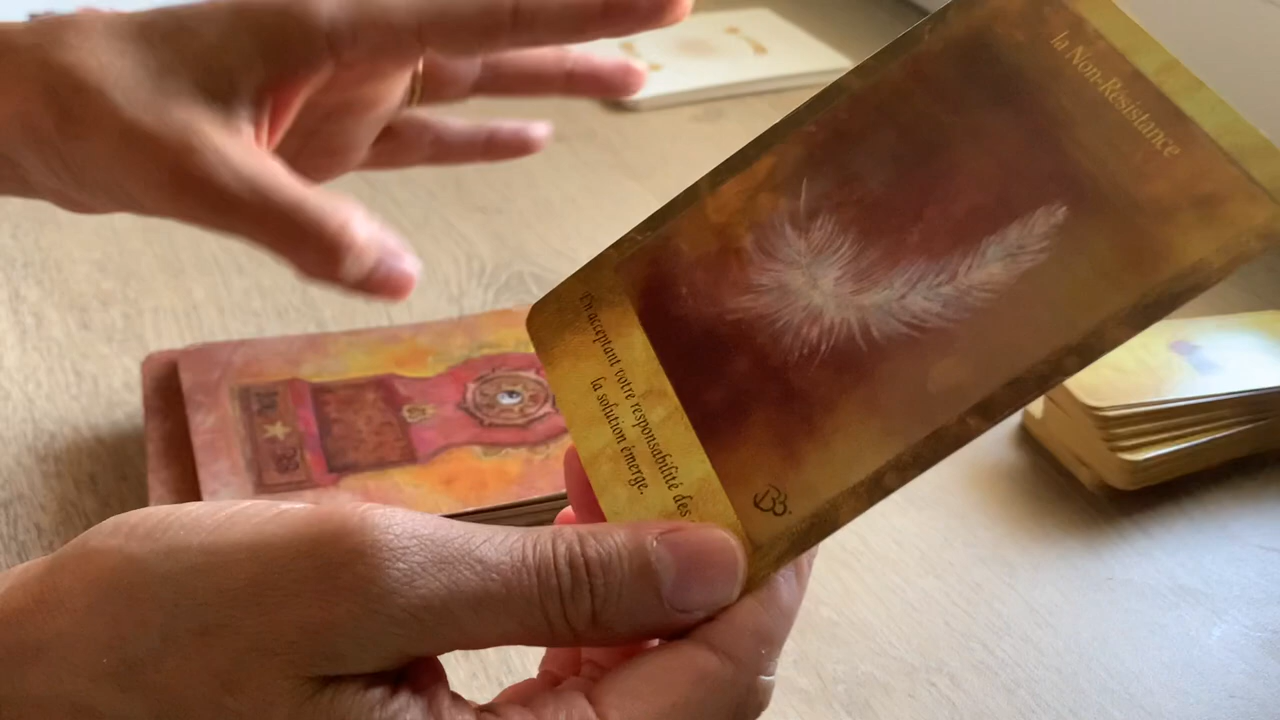 la Non-Résistance
En acceptant votre responsabilité des
la solution émerge.